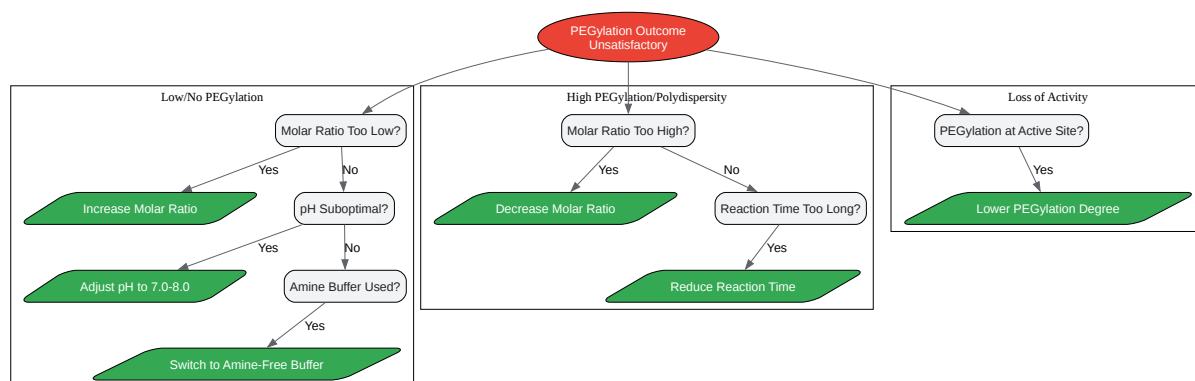 PEGylation Outcome
Unsatisfactory
Low/No PEGylation
Molar Ratio Too Low?
Yes
No
Increase Molar Ratio
pH Suboptimal?
Yes
No
Adjust pH to 7.0-8.0
Amine Buffer Used?
Yes
Switch to Amine-Free Buffer
High PEGylation/Polydispersity
Molar Ratio Too High?
Yes
No
Decrease Molar Ratio
Reaction Time Too Long?
Yes
Reduce Reaction Time
Loss of Activity
PEGylation at Active Site?
Yes
Lower PEGylation Degree